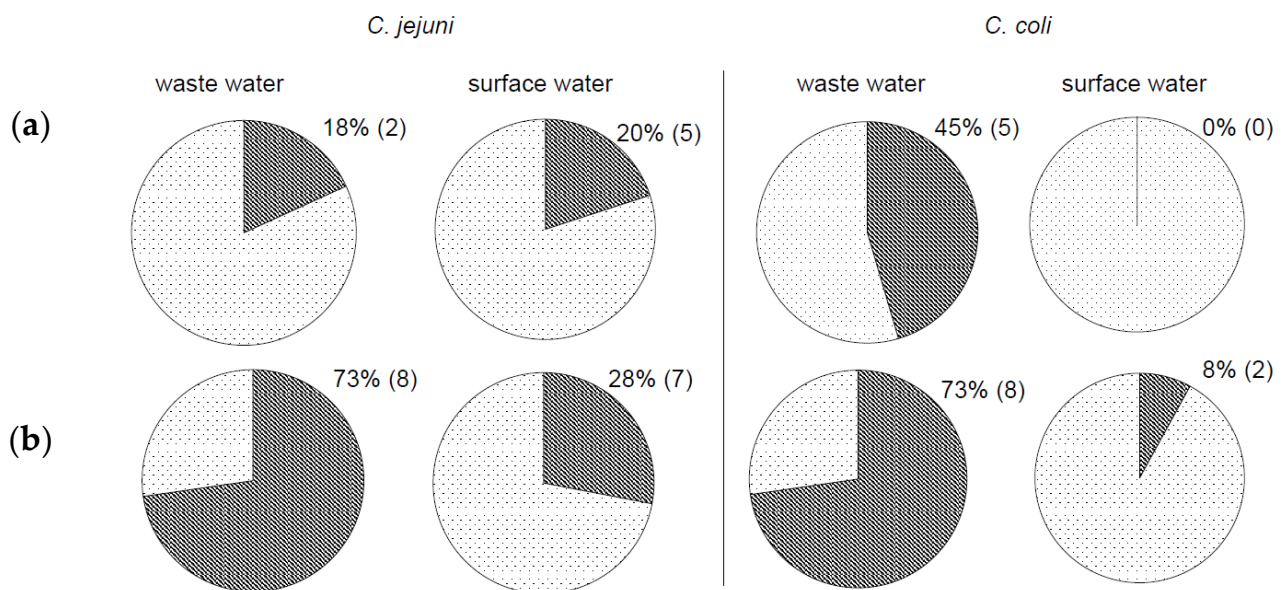 C. jejuni C. coli
waste water surface water waste water surface water
(a) 18% (2) 20% (5) 45% (5) 0% (0)
(b) 73% (8) 28% (7) 73% (8) 8% (2)